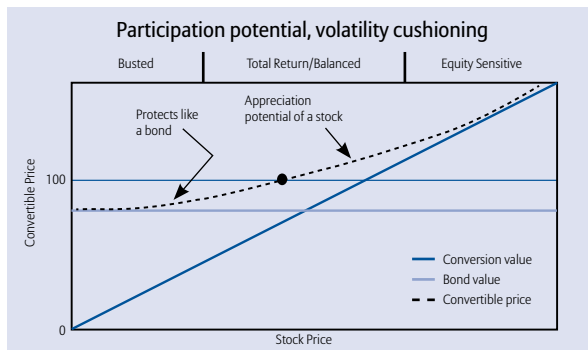 Participation potential, volatility cushioning
Busted
Total Return/Balanced
Equity Sensitive
Protects like
a bond
Appreciation
potential of a stock
Convertible Price
100
0
Conversion value
Bond value
Convertible price
Stock Price